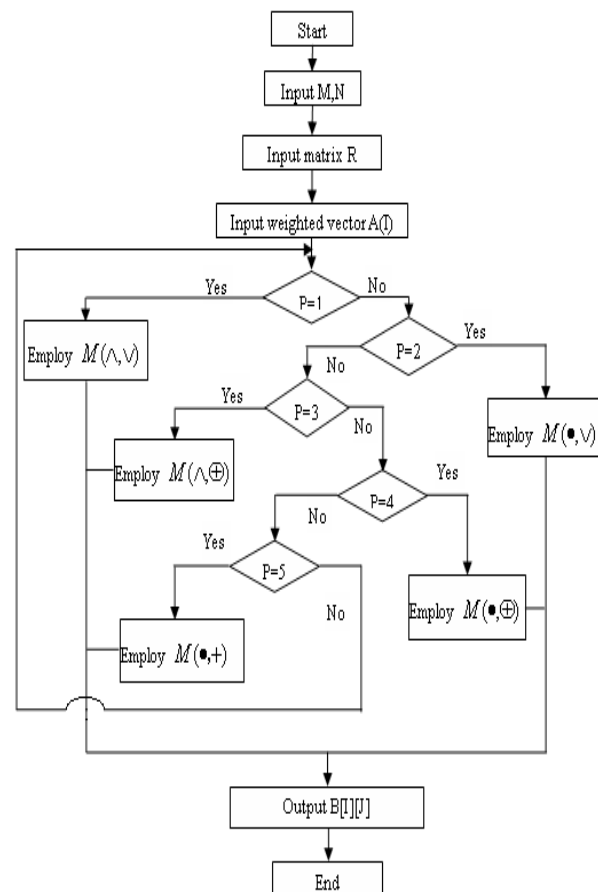 Start
Input M,N
Input matrix R
Input weighted vector A(I)
Yes
P=1
No
Employ M(∧,∨)
P=2
Yes
No
Yes
P=3
No
Employ M(●,∨)
Employ M(∧,⊕)
P=4
Yes
No
Yes
P=5
No
Employ M(●,⊕)
Employ M(●,+)
Output B[I][J]
End